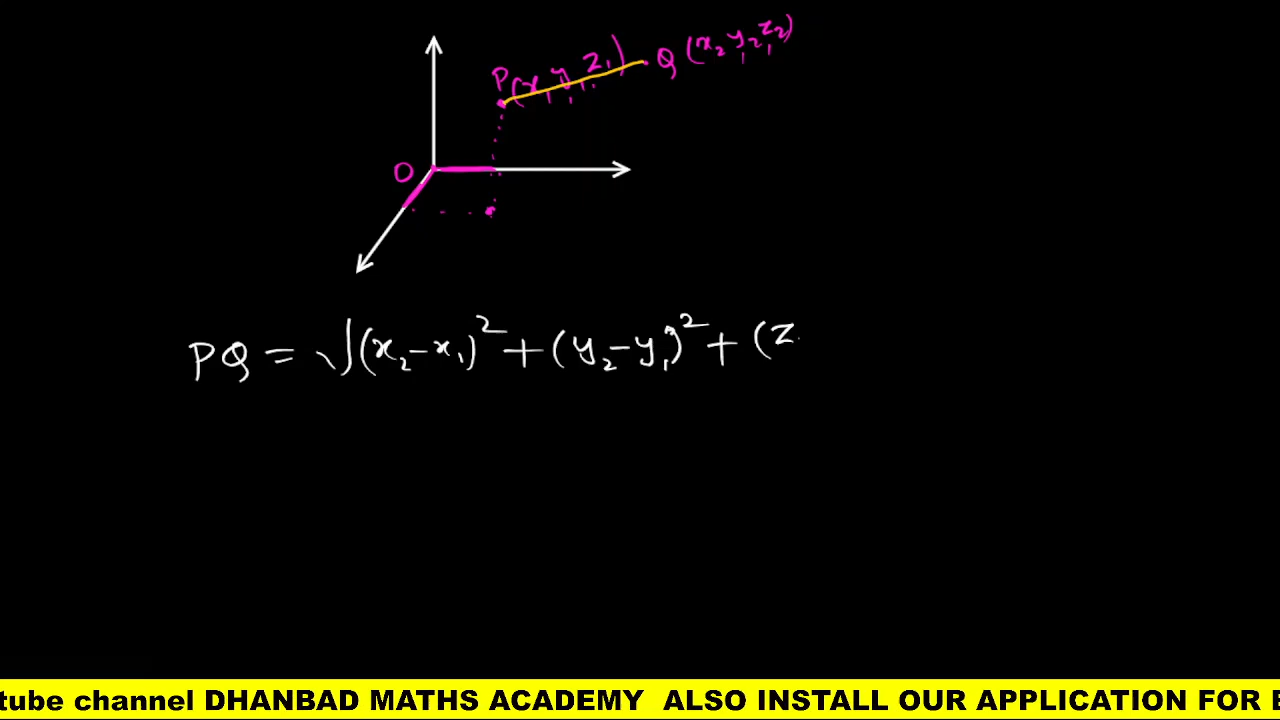 P(x₁, y₁, z₁) Q(x₂, y₂, z₂)
O
PQ = √(x₂-x₁)² + (y₂-y₁)² + (z
tube channel DHANBAD MATHS ACADEMY ALSO INSTALL OUR APPLICATION FOR E